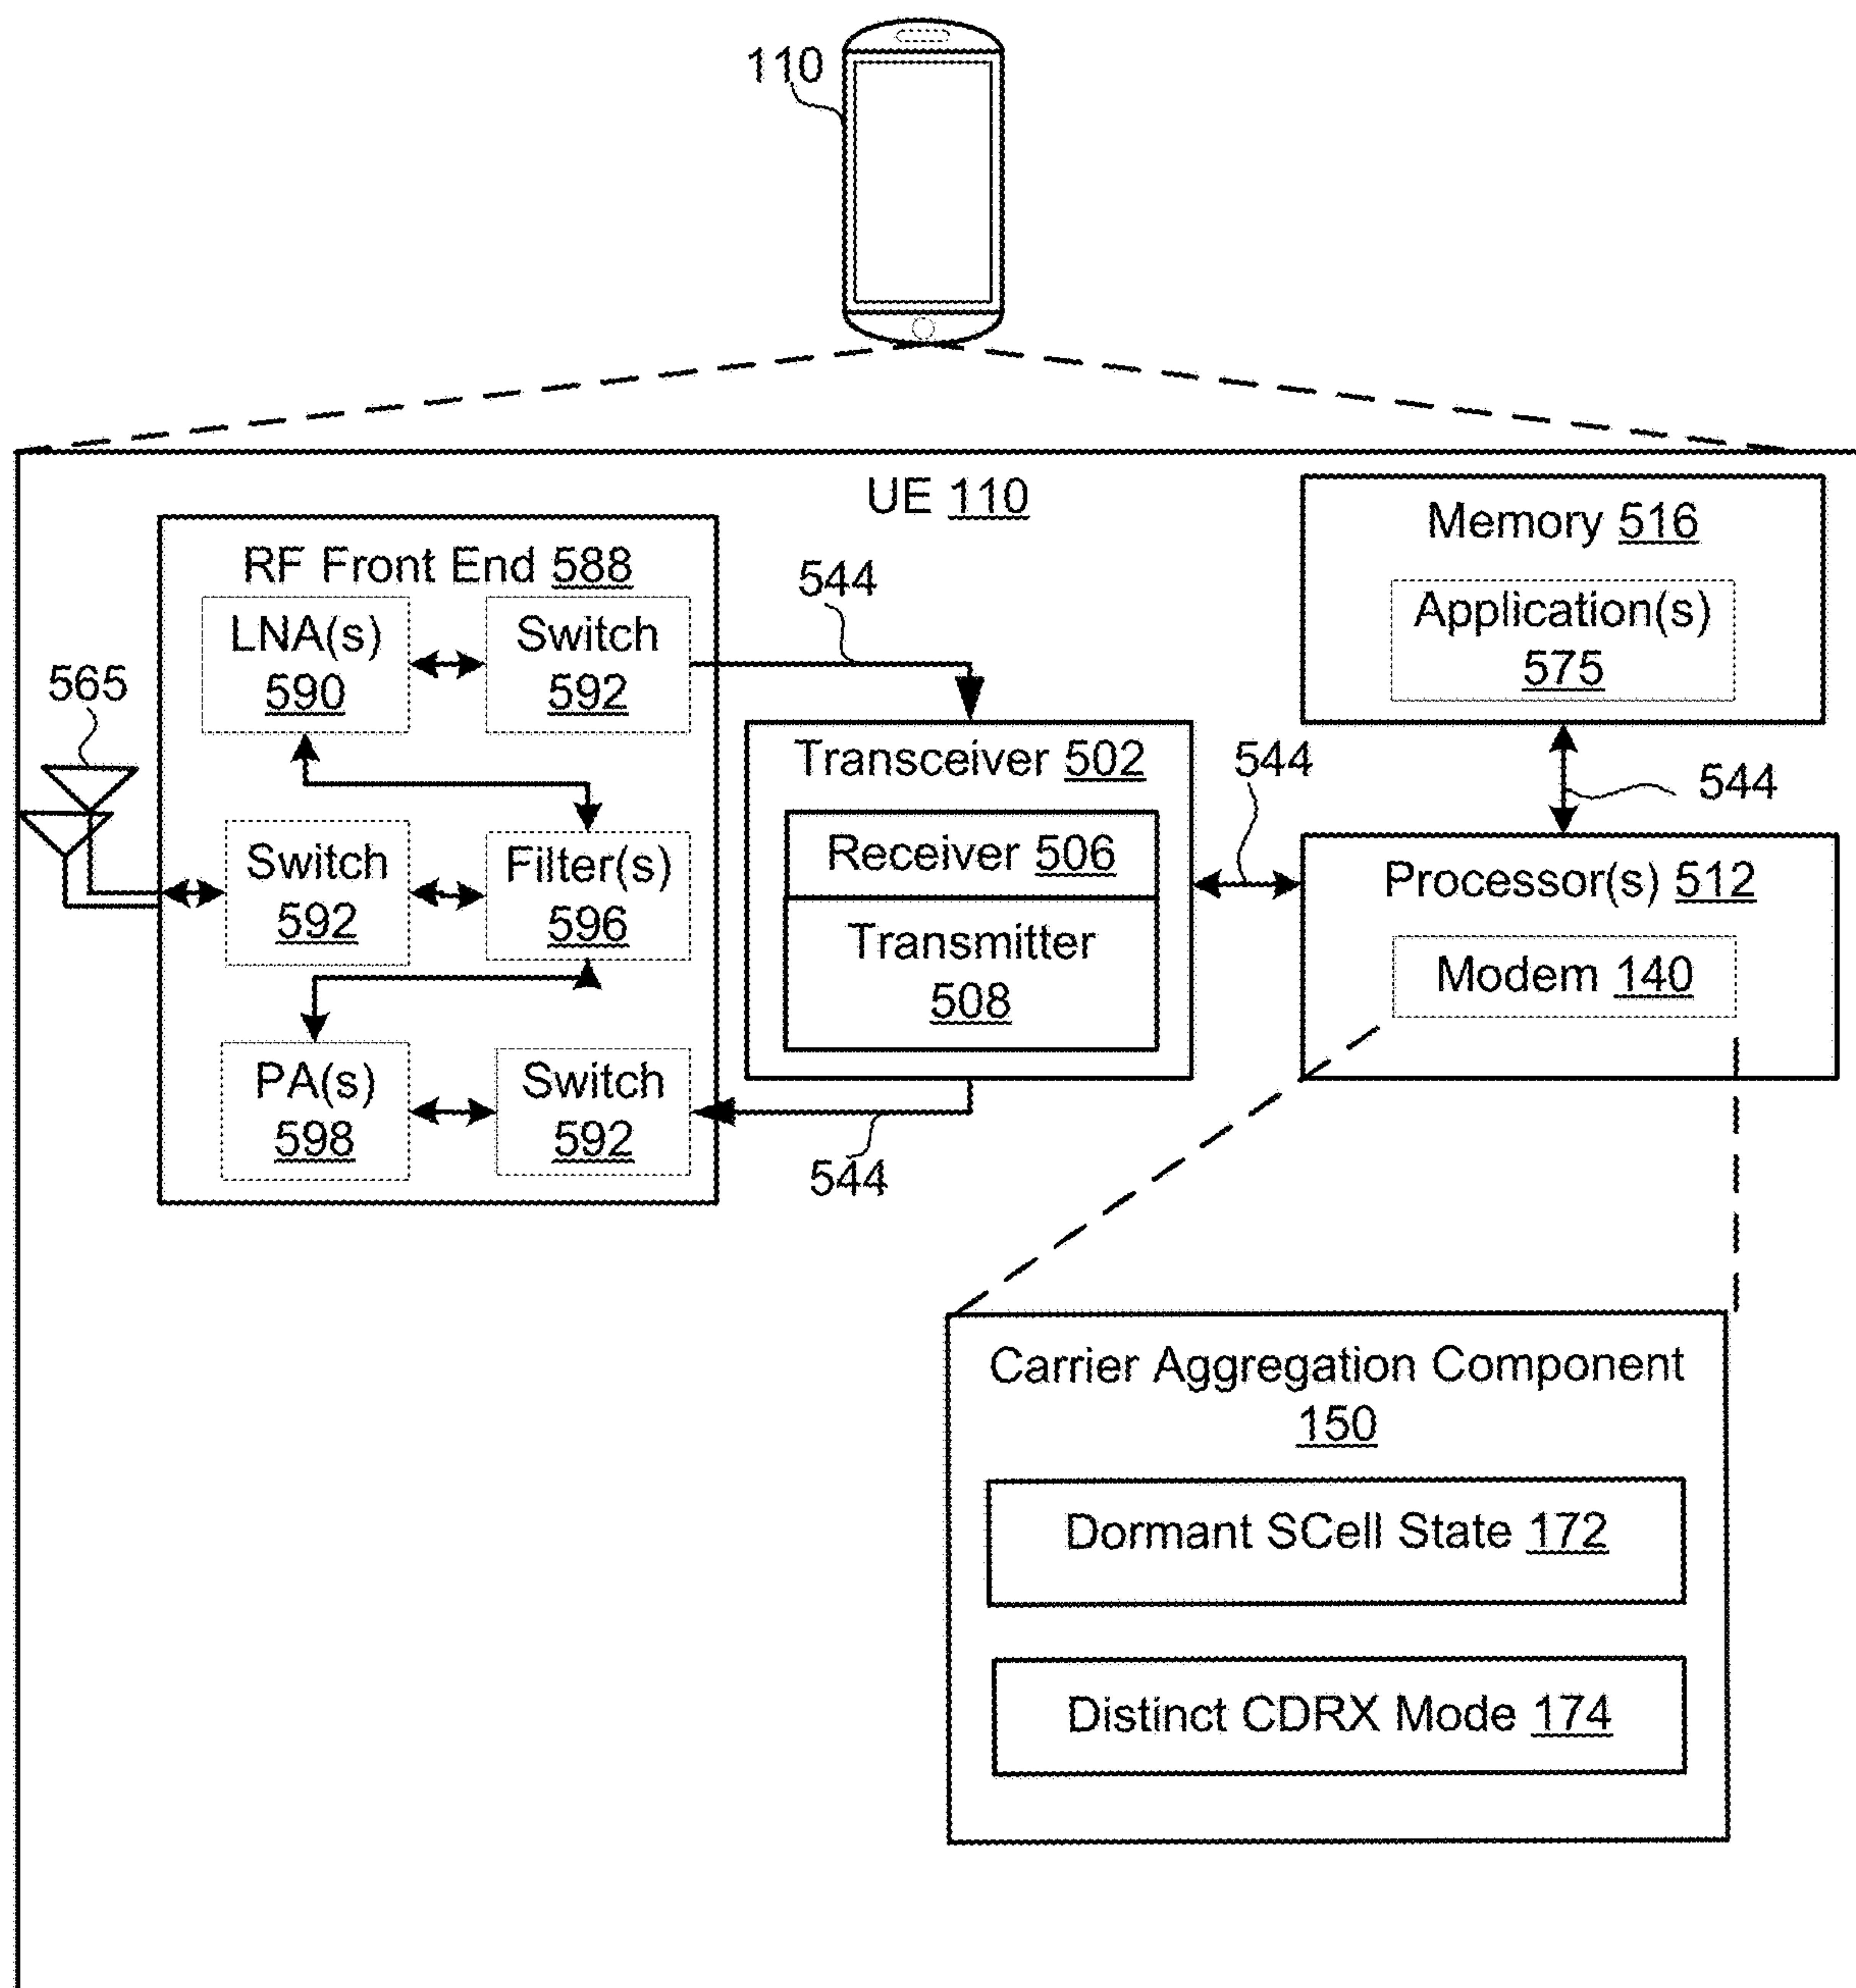 110
UE 110
RF Front End 588
LNA(s)
590
Switch
592
544
565
Switch
592
Filter(s)
596
PA(s)
598
Switch
592
544
Transceiver 502
Receiver 506
Transmitter
508
544
Memory 516
Application(s)
575
544
Processor(s) 512
Modem 140
Carrier Aggregation Component
150
Dormant SCell State 172
Distinct CDRX Mode 174